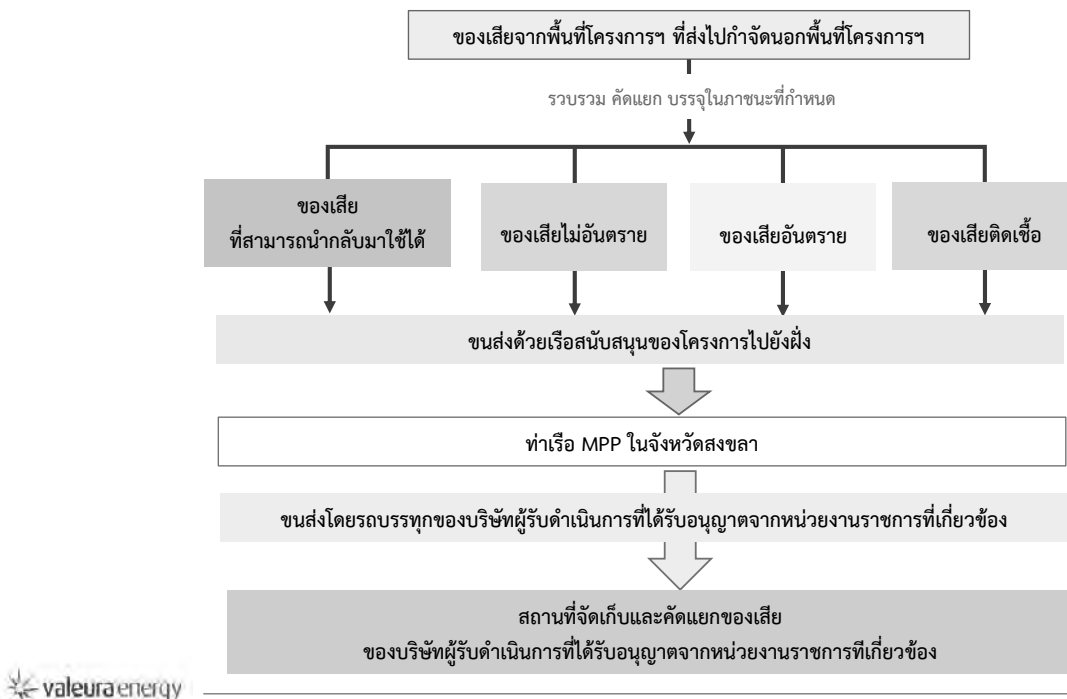 ของเสียจากพื้นที่โครงการฯ ที่ส่งไปกำจัดนอกพื้นที่โครงการฯ
รวบรวม คัดแยก บรรจุในภาชนะที่กำหนด
ของเสีย
ที่สามารถนำกลับมาใช้ได้
ของเสียไม่อันตราย
ของเสียอันตราย
ของเสียติดเชื้อ
ขนส่งด้วยเรือสนับสนุนของโครงการไปยังฝั่ง
ท่าเรือ MPP ในจังหวัดสงขลา
ขนส่งโดยรถบรรทุกของบริษัทผู้รับดำเนินการที่ได้รับอนุญาตจากหน่วยงานราชการที่เกี่ยวข้อง
สถานที่จัดเก็บและคัดแยกของเสีย
ของบริษัทผู้รับดำเนินการที่ได้รับอนุญาตจากหน่วยงานราชการทีเกี่ยวข้อง
valeura energy